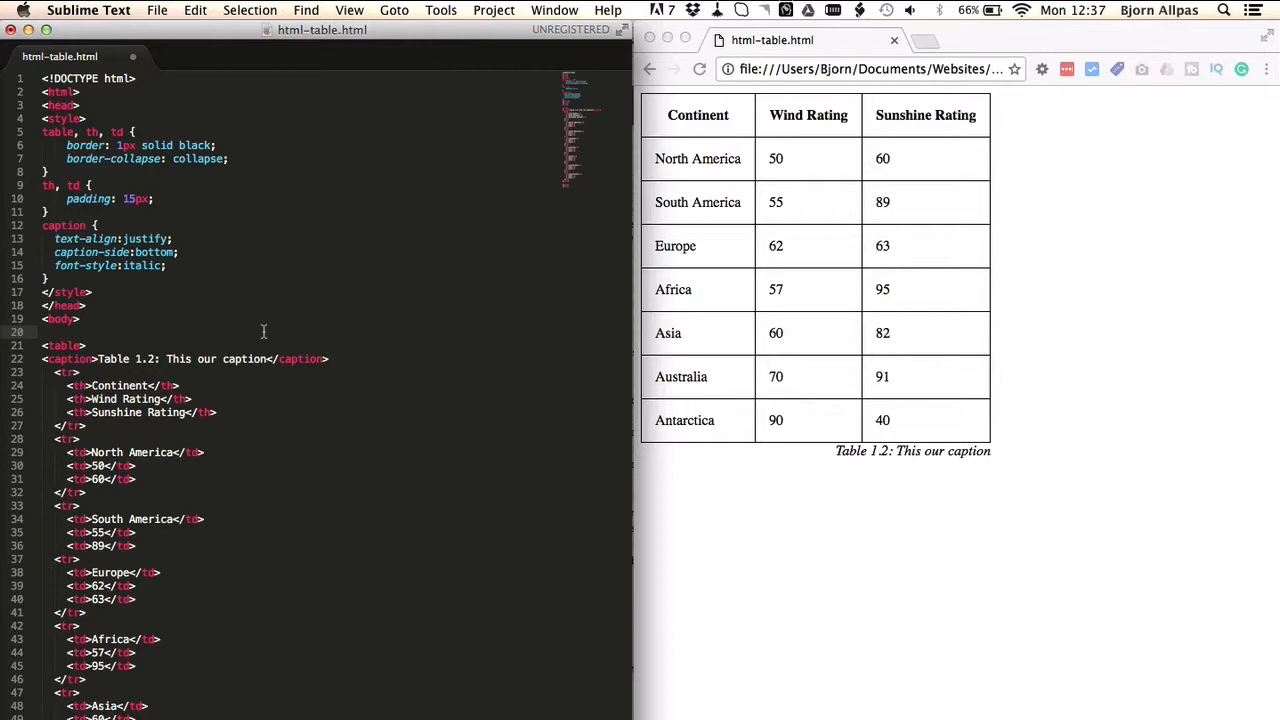 Sublime Text File Edit Selection Find View Goto Tools Project Window Help 7 66% Mon 12:37 Bjorn Allpas
html-table.html UNREGISTERED
html-table.html
1 <!DOCTYPE html>
2 <html>
3 <head>
4 <style>
5 table, th, td {
6 border: 1px solid black;
7 border-collapse: collapse;
8 }
9 th, td {
10 padding: 15px;
11 }
12 caption {
13 text-align:justify;
14 caption-side:bottom;
15 font-style:italic;
16 }
17 </style>
18 </head>
19 <body>
20
21 <table>
22 <caption>Table 1.2: This our caption</caption>
23 <tr>
24 <th>Continent</th>
25 <th>Wind Rating</th>
26 <th>Sunshine Rating</th>
27 </tr>
28 <tr>
29 <td>North America</td>
30 <td>50</td>
31 <td>60</td>
32 </tr>
33 <tr>
34 <td>South America</td>
35 <td>55</td>
36 <td>89</td>
37 <tr>
38 <td>Europe</td>
39 <td>62</td>
40 <td>63</td>
41 </tr>
42 <tr>
43 <td>Africa</td>
44 <td>57</td>
45 <td>95</td>
46 </tr>
47 <tr>
48 <td>Asia</td>
49 <td>60</td>
html-table.html
file:///Users/Bjorn/Documents/Websites/...
Continent Wind Rating Sunshine Rating
North America 50 60
South America 55 89
Europe 62 63
Africa 57 95
Asia 60 82
Australia 70 91
Antarctica 90 40
Table 1.2: This our caption